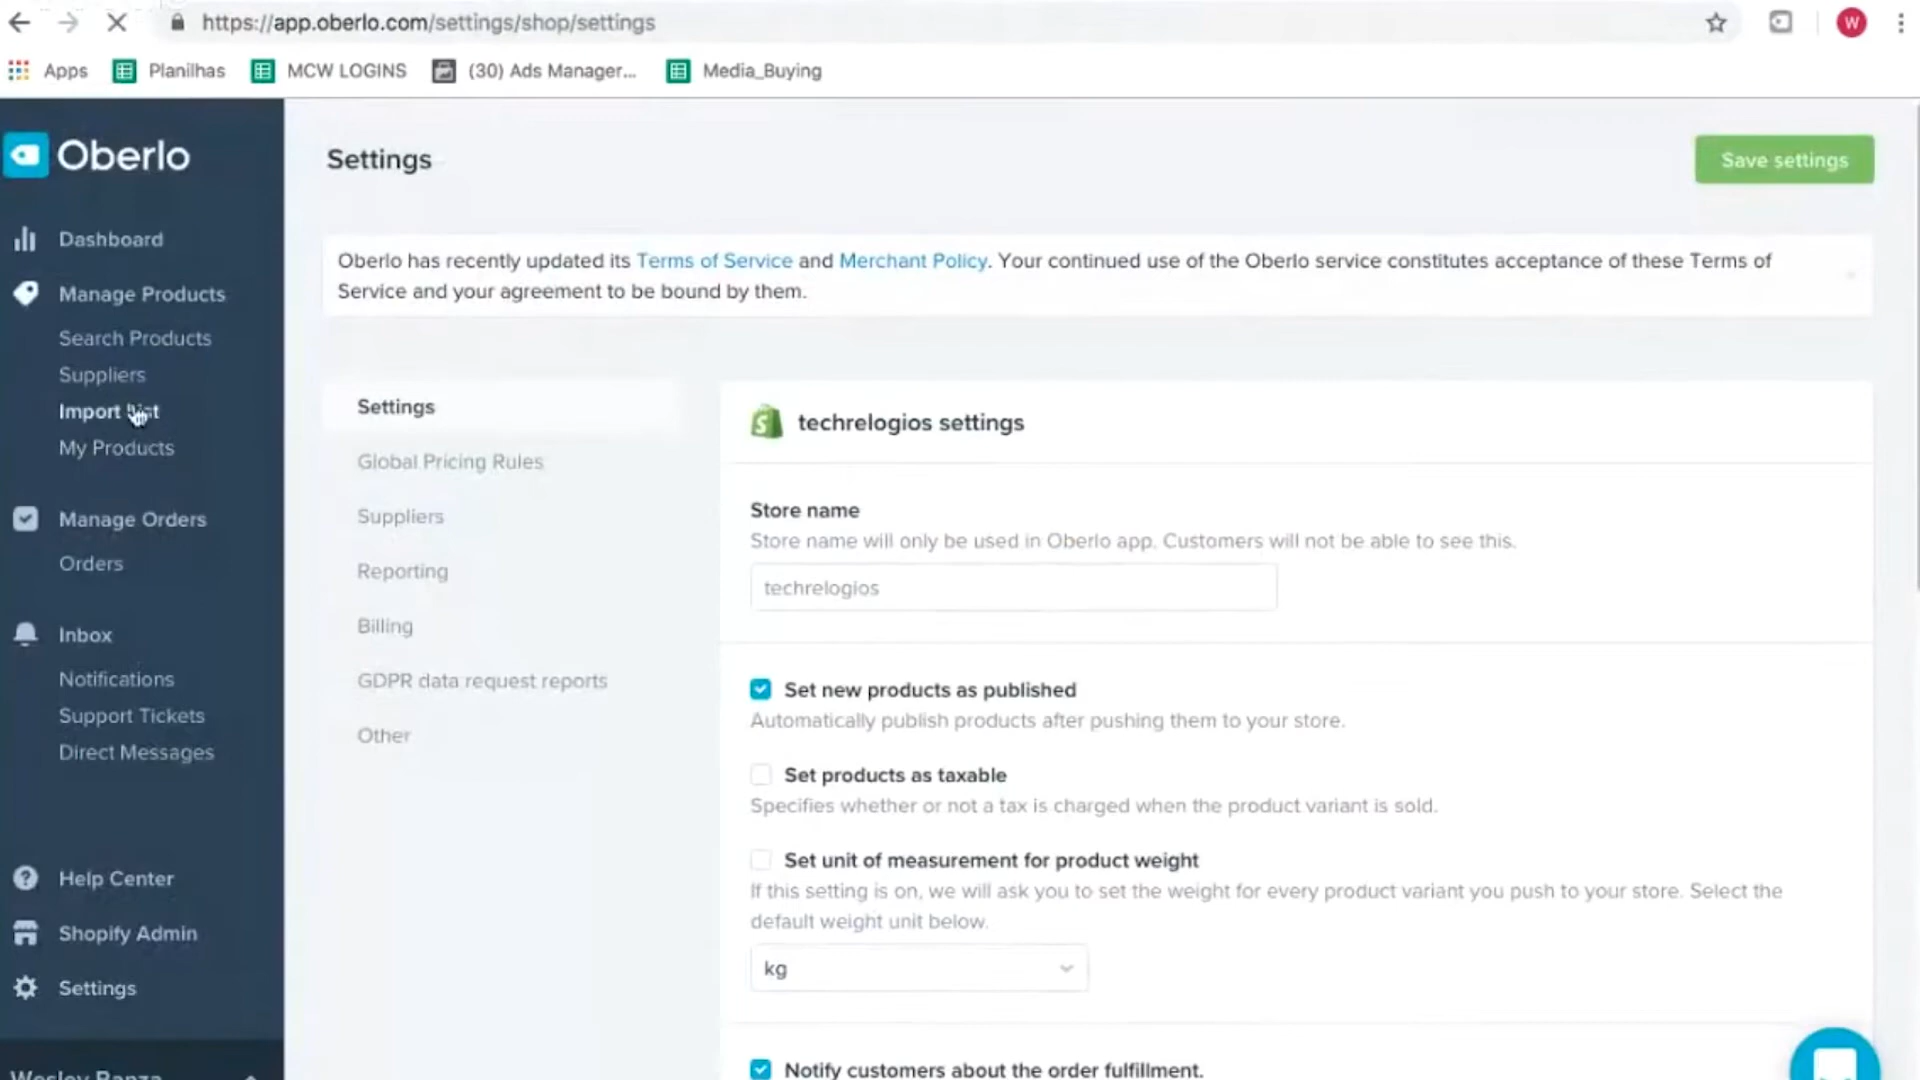 https://app.oberlo.com/settings/shop/settings
W
Apps
Planilhas
MCW LOGINS
(30) Ads Manager...
Media_Buying
Oberlo
Dashboard
Manage Products
Search Products
Suppliers
Import List
My Products
Manage Orders
Orders
Inbox
Notifications
Support Tickets
Direct Messages
Help Center
Shopify Admin
Settings
Wesley Banza
Settings
Save settings
Oberlo has recently updated its Terms of Service and Merchant Policy. Your continued use of the Oberlo service constitutes acceptance of these Terms of
Service and your agreement to be bound by them.
Settings
Global Pricing Rules
Suppliers
Reporting
Billing
GDPR data request reports
Other
techrelogios settings
Store name
Store name will only be used in Oberlo app. Customers will not be able to see this.
techrelogios
Set new products as published
Automatically publish products after pushing them to your store.
Set products as taxable
Specifies whether or not a tax is charged when the product variant is sold.
Set unit of measurement for product weight
If this setting is on, we will ask you to set the weight for every product variant you push to your store. Select the
default weight unit below.
kg
Notify customers about the order fulfillment.